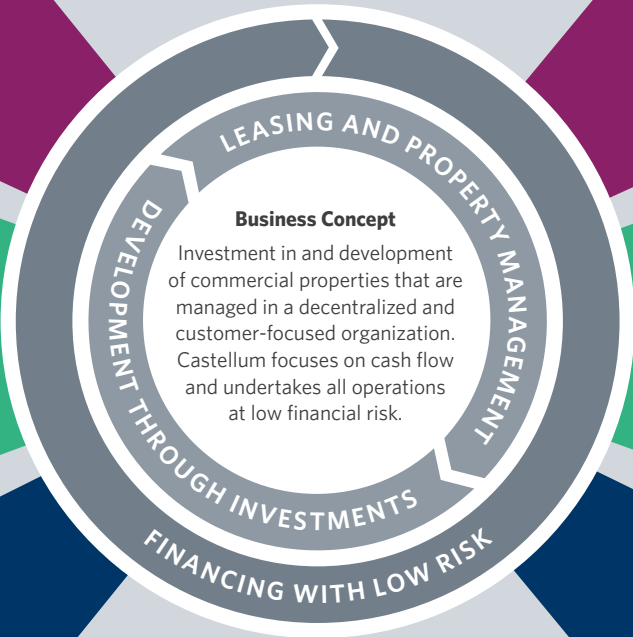 LEASING AND PROPERTY MANAGEMENT
DEVELOPMENT THROUGH INVESTMENTS
FINANCING WITH LOW RISK
Business Concept
Investment in and development
of commercial properties that are
managed in a decentralized and
customer-focused organization.
Castellum focuses on cash flow
and undertakes all operations
at low financial risk.